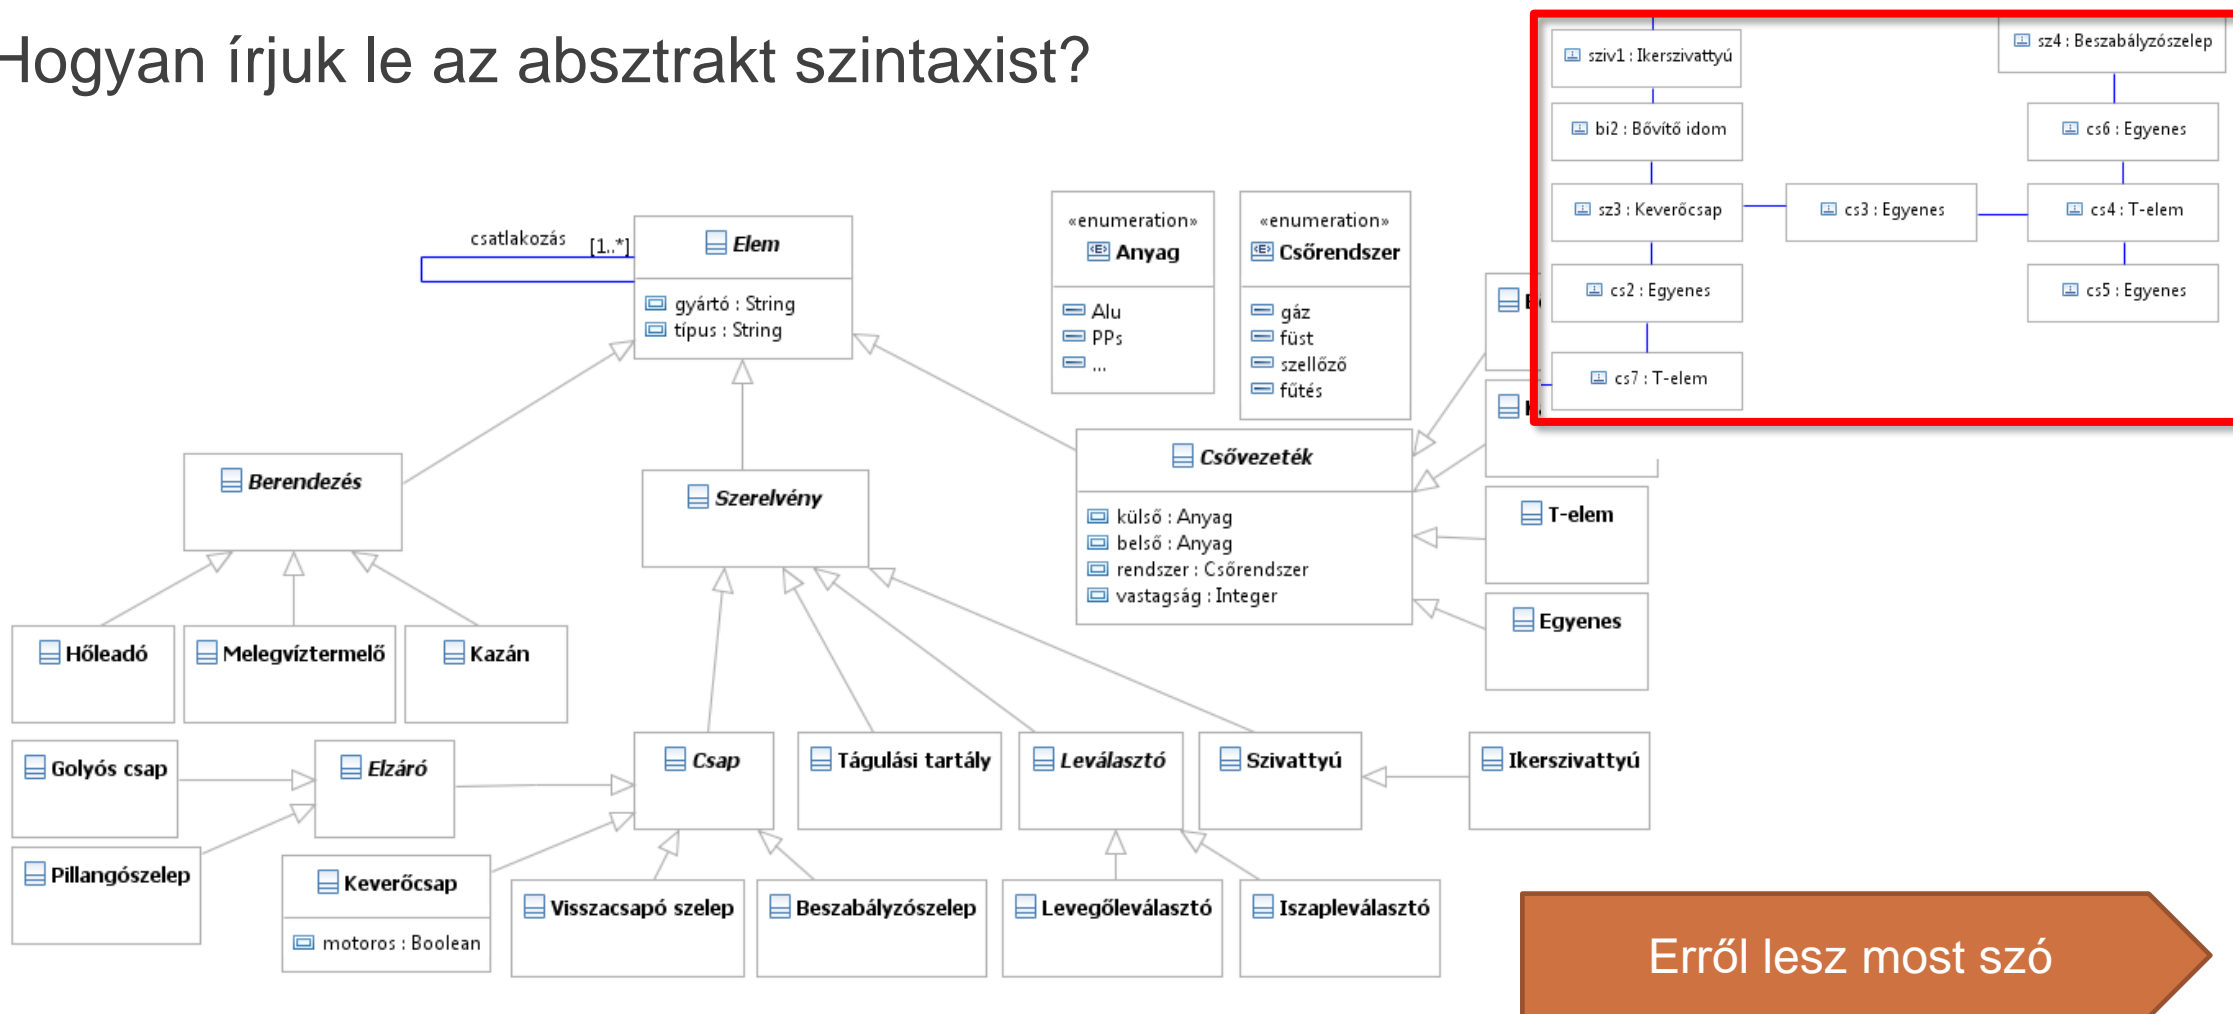 Hogyan írjuk le az absztrakt szintaxist?
sziv1 : Ikerszivattyú
sz4 : Beszabályzószelep
bi2 : Bővítő idom
cs6 : Egyenes
sz3 : Keverőcsap
cs3 : Egyenes
cs4 : T-elem
cs2 : Egyenes
cs5 : Egyenes
cs7 : T-elem
csatlakozás
[1..*]
Elem
gyártó : String
típus : String
«enumeration»
Anyag
Alu
PPs
...
«enumeration»
Csőrendszer
gáz
füst
szellőző
fűtés
Berendezés
Szerelvény
Csővezeték
külső : Anyag
belső : Anyag
rendszer : Csőrendszer
vastagság : Integer
T-elem
Egyenes
Hőleadó
Melegvíztermelő
Kazán
Golyós csap
Elzáró
Csap
Tágulási tartály
Leválasztó
Szivattyú
Ikerszivattyú
Pillangószelep
Keverőcsap
motoros : Boolean
Visszacsapó szelep
Beszabályzószelep
Levegőleválasztó
Iszapleválasztó
Erről lesz most szó